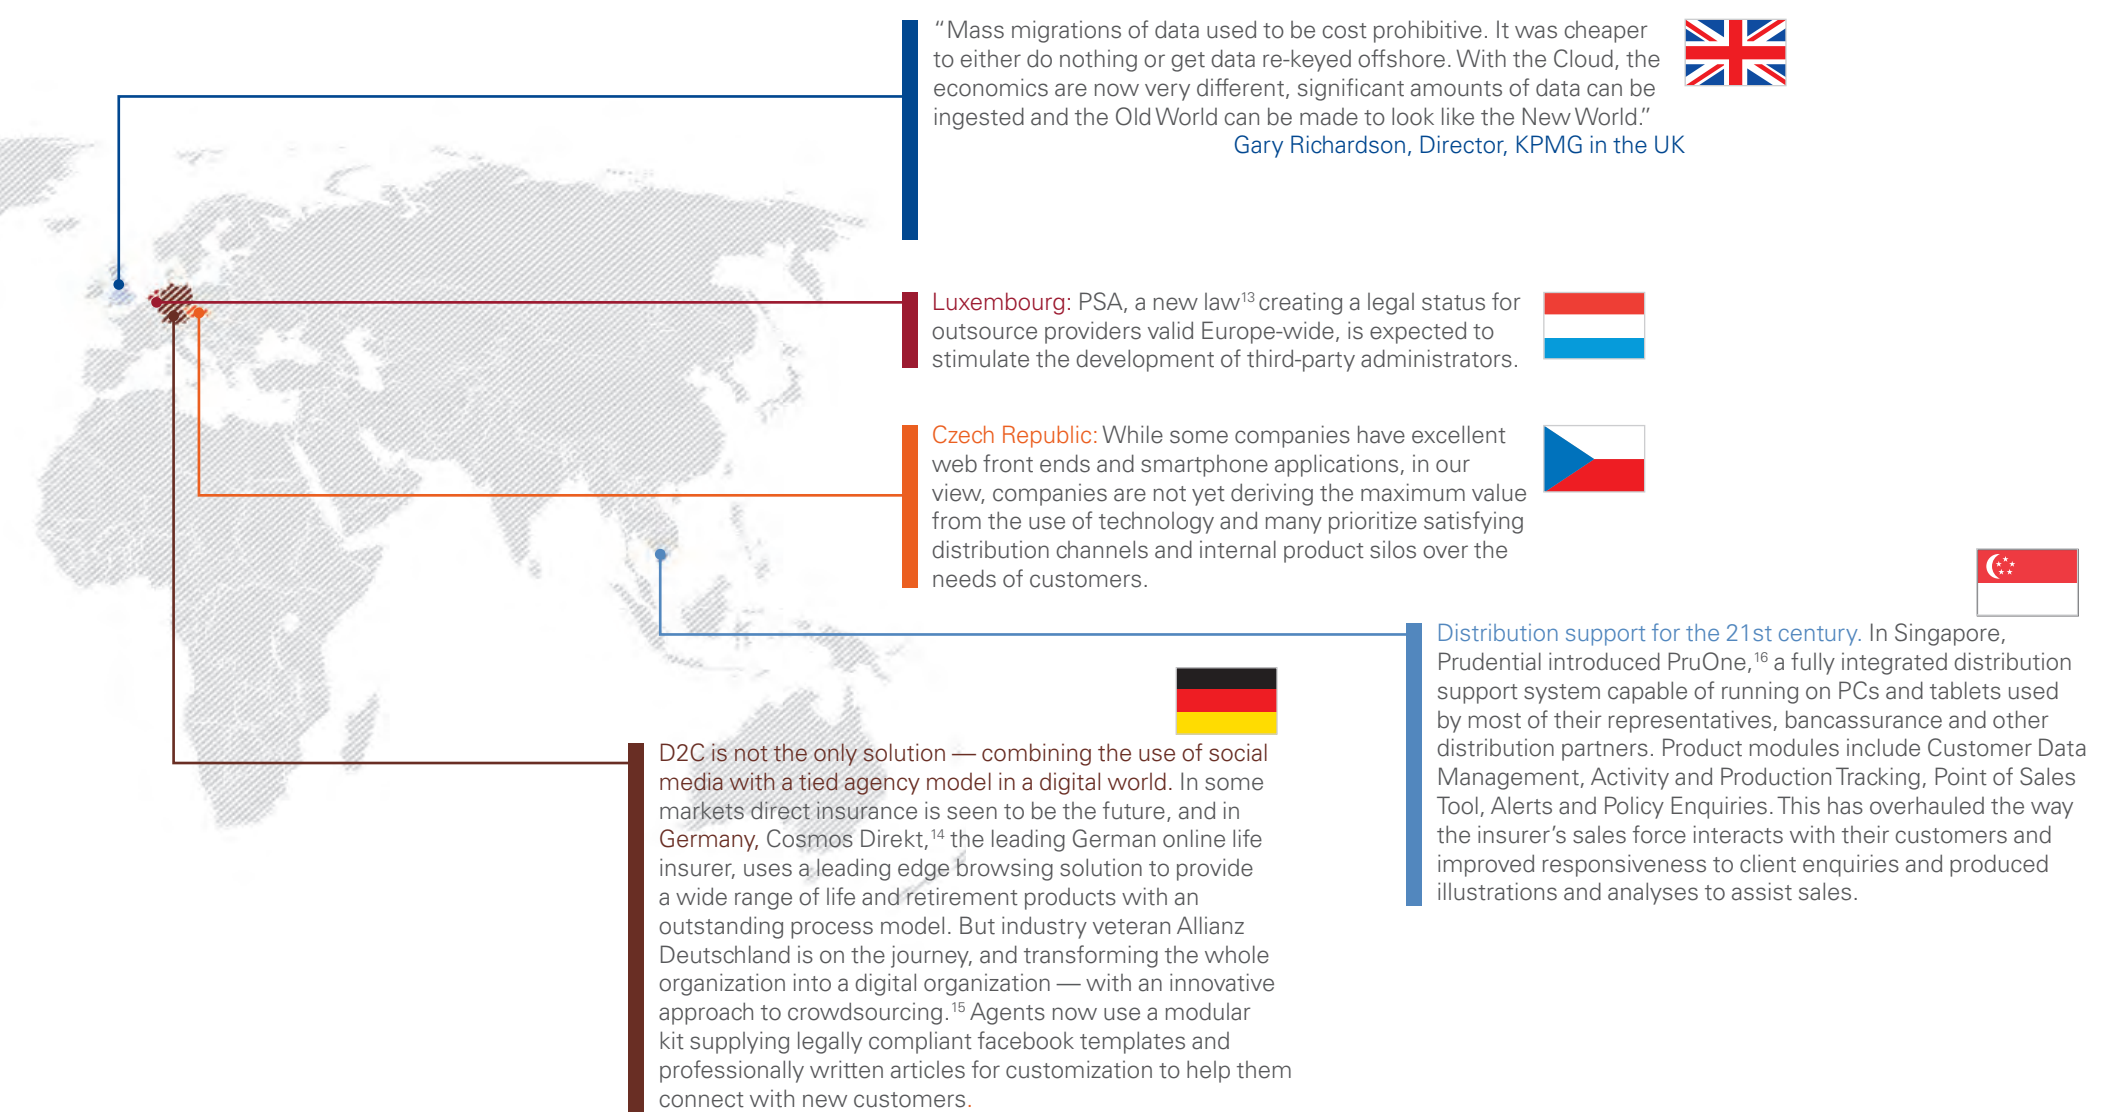 “Mass migrations of data used to be cost prohibitive. It was cheaper
to either do nothing or get data re-keyed offshore. With the Cloud, the
economics are now very different, significant amounts of data can be
ingested and the Old World can be made to look like the New World.”
Gary Richardson, Director, KPMG in the UK
Luxembourg: PSA, a new law13 creating a legal status for
outsource providers valid Europe-wide, is expected to
stimulate the development of third-party administrators.
Czech Republic: While some companies have excellent
web front ends and smartphone applications, in our
view, companies are not yet deriving the maximum value
from the use of technology and many prioritize satisfying
distribution channels and internal product silos over the
needs of customers.
Distribution support for the 21st century. In Singapore,
Prudential introduced PruOne,16 a fully integrated distribution
support system capable of running on PCs and tablets used
by most of their representatives, bancassurance and other
distribution partners. Product modules include Customer Data
Management, Activity and Production Tracking, Point of Sales
Tool, Alerts and Policy Enquiries. This has overhauled the way
the insurer’s sales force interacts with their customers and
improved responsiveness to client enquiries and produced
illustrations and analyses to assist sales.
D2C is not the only solution — combining the use of social
media with a tied agency model in a digital world. In some
markets direct insurance is seen to be the future, and in
Germany, Cosmos Direkt,14 the leading German online life
insurer, uses a leading edge browsing solution to provide
a wide range of life and retirement products with an
outstanding process model. But industry veteran Allianz
Deutschland is on the journey, and transforming the whole
organization into a digital organization — with an innovative
approach to crowdsourcing.15 Agents now use a modular
kit supplying legally compliant facebook templates and
professionally written articles for customization to help them
connect with new customers.